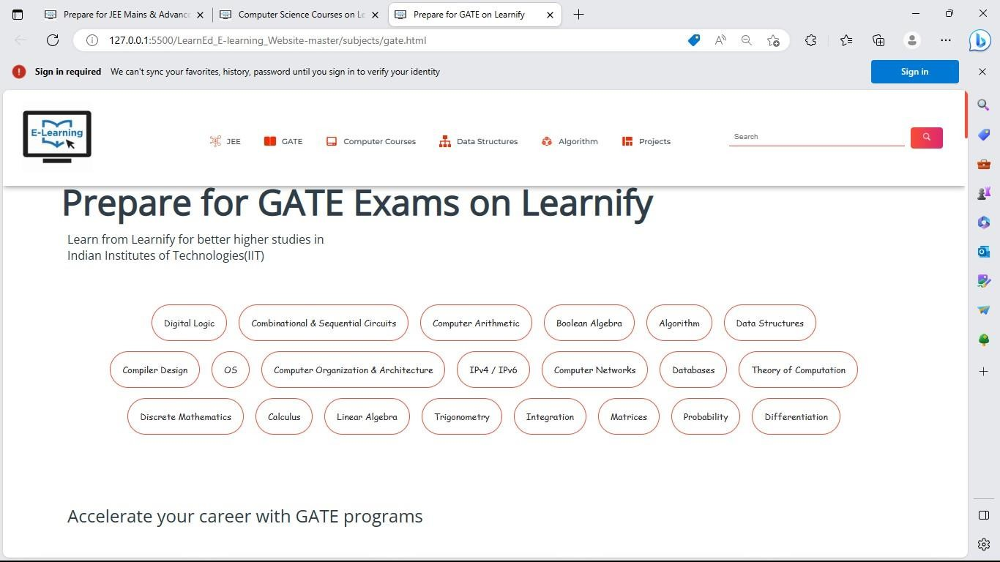 Prepare for JEE Mains & Advance
Computer Science Courses on Le
Prepare for GATE on Learnify
127.0.0.1:5500/LearnEd_E-learning_Website-master/subjects/gate.html
Sign in required We can't sync your favorites, history, password until you sign in to verify your identity
Sign in
E-Learning
JEE GATE Computer Courses Data Structures Algorithm Projects
Search
Prepare for GATE Exams on Learnify
Learn from Learnify for better higher studies in
Indian Institutes of Technologies(IIT)
Digital Logic Combinational & Sequential Circuits Computer Arithmetic Boolean Algebra Algorithm Data Structures
Compiler Design OS Computer Organization & Architecture IPv4 / IPv6 Computer Networks Databases Theory of Computation
Discrete Mathematics Calculus Linear Algebra Trigonometry Integration Matrices Probability Differentiation
Accelerate your career with GATE programs